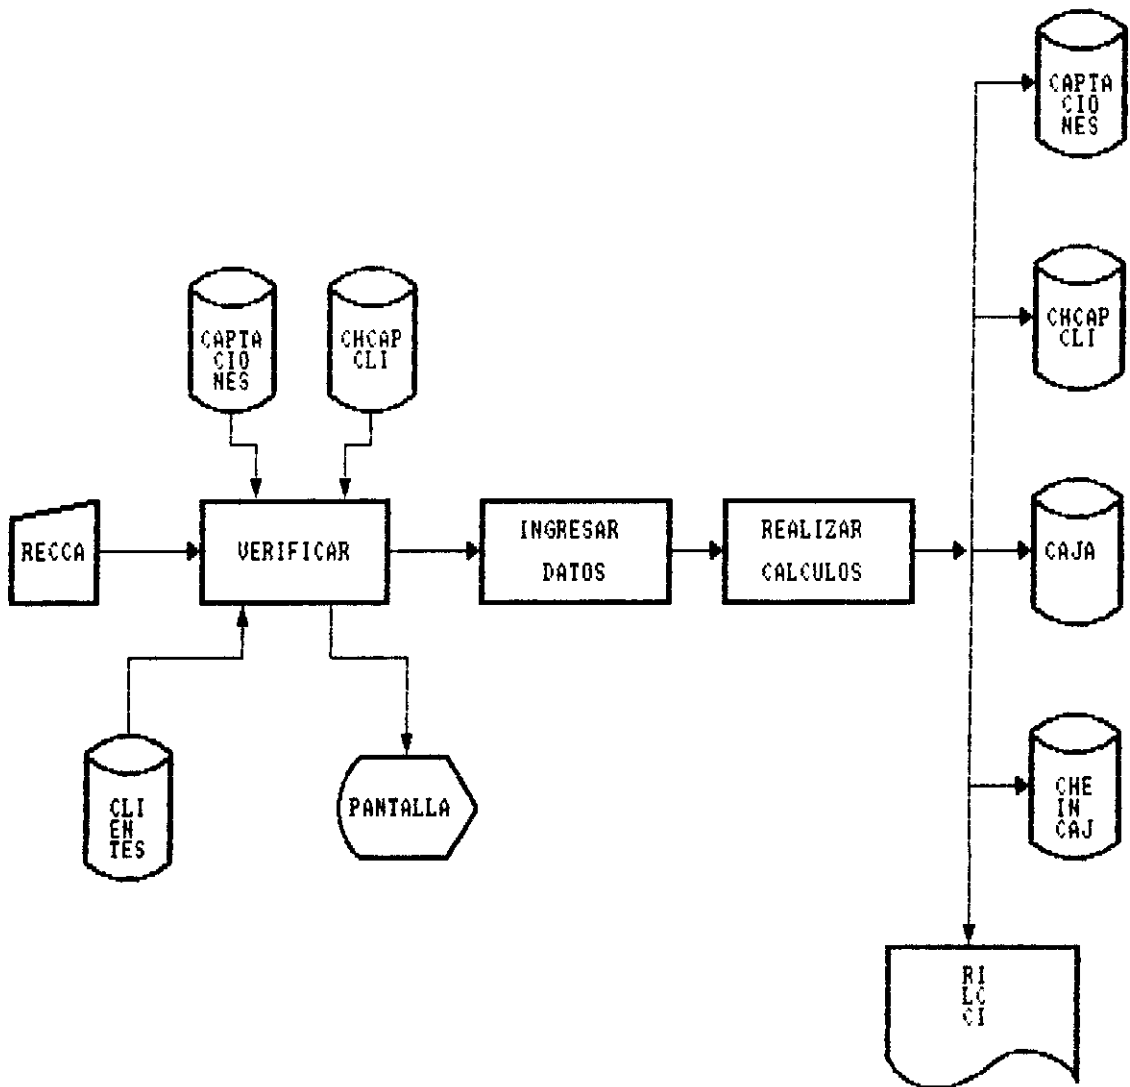 CAPTA
CIO
NES
CHCAP
CLI
CAPTA
CIO
NES
CHCAP
CLI
RECCA
VERIFICAR
INGRESAR
DATOS
REALIZAR
CALCULOS
CAJA
CLI
EN
TES
PANTALLA
CHE
IN
CAJ
RI
LC
CI